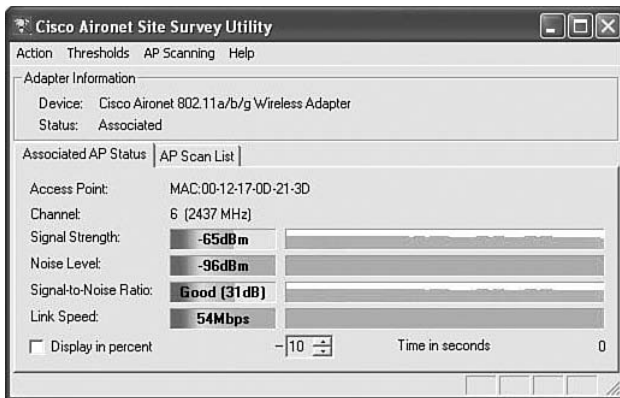 Cisco Aironet Site Survey Utility
Action Thresholds AP Scanning Help
Adapter Information
Device: Cisco Aironet 802.11a/b/g Wireless Adapter
Status: Associated
Associated AP Status AP Scan List
Access Point: MAC:00-12-17-0D-21-3D
Channel: 6 (2437 MHz)
Signal Strength: -65dBm
Noise Level: -96dBm
Signal-to-Noise Ratio: Good (31dB)
Link Speed: 54Mbps
Display in percent -10 Time in seconds 0